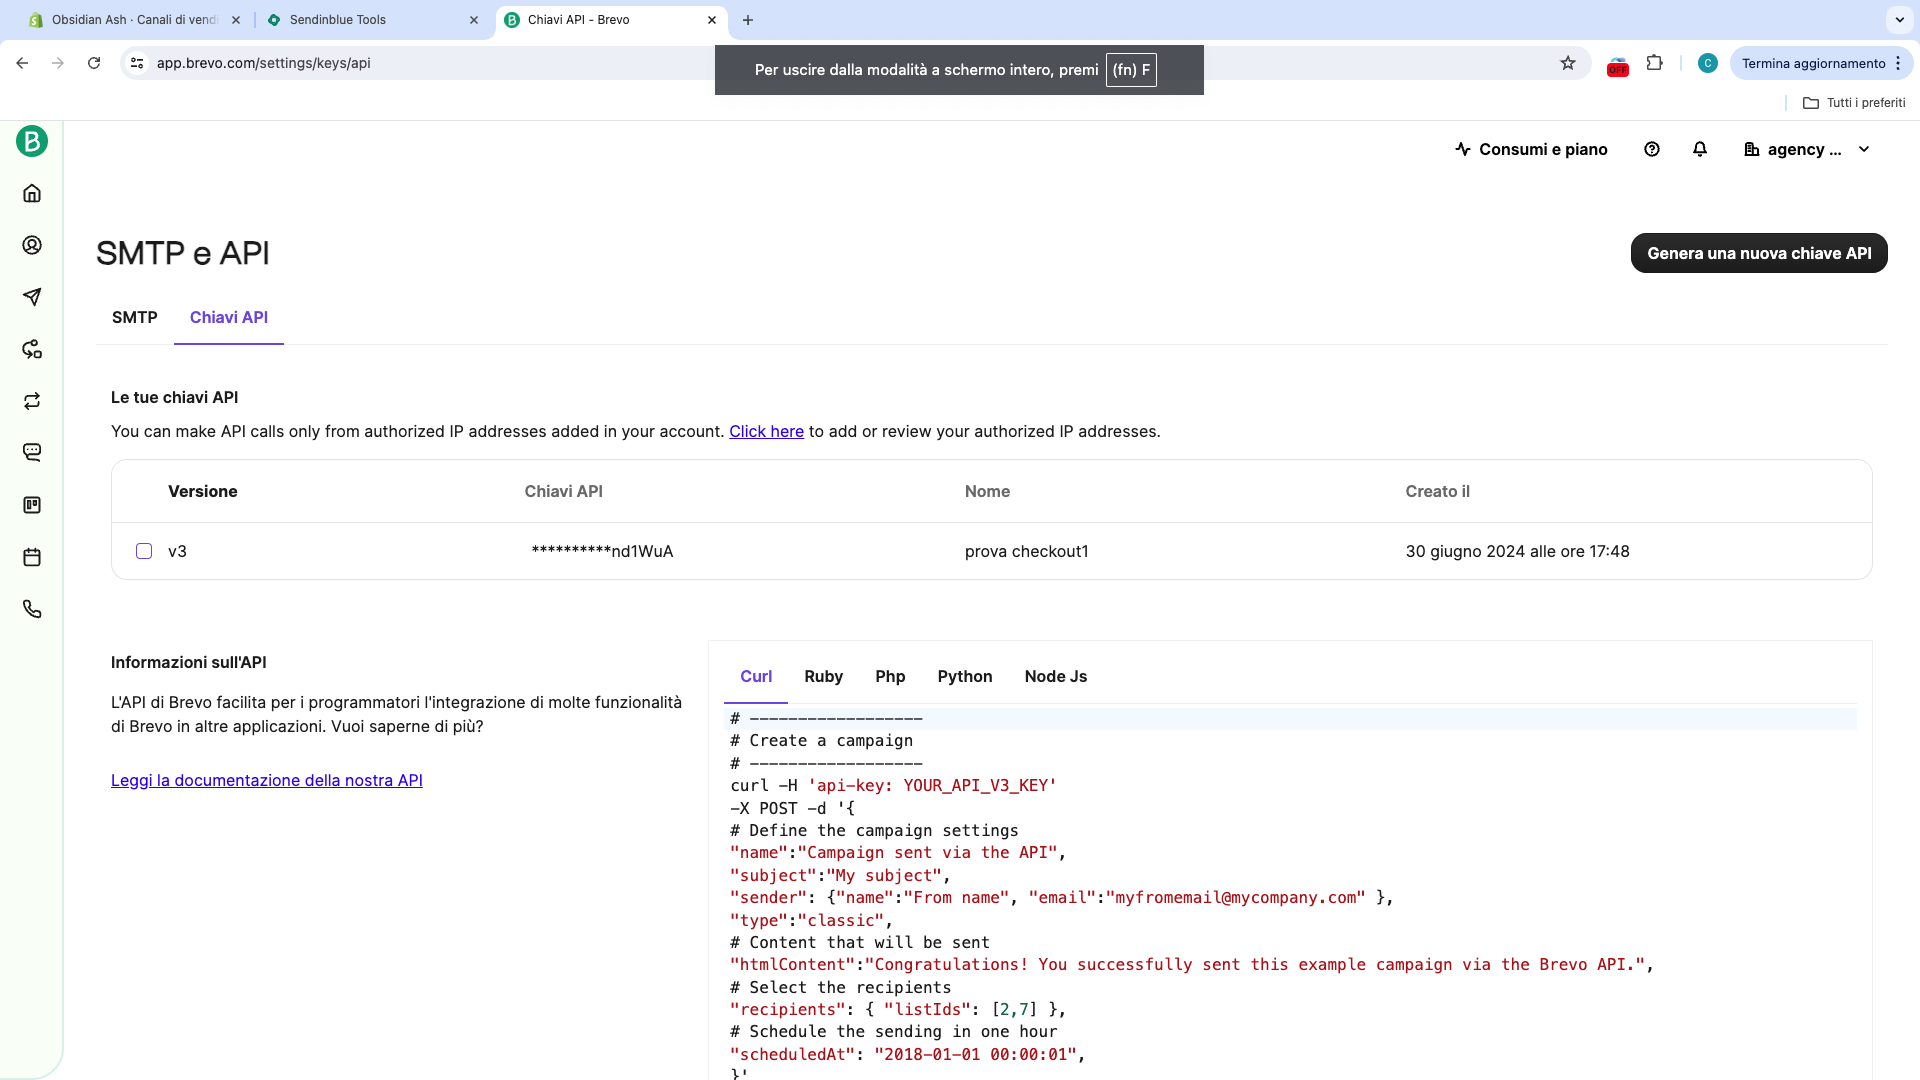 Obsidian Ash · Canali di vend
Sendinblue Tools
Chiavi API - Brevo
app.brevo.com/settings/keys/api
Per uscire dalla modalità a schermo intero, premi (fn) F
OFF
C
Termina aggiornamento
Tutti i preferiti
B
Consumi e piano
agency ...
SMTP e API
Genera una nuova chiave API
SMTP
Chiavi API
Le tue chiavi API
You can make API calls only from authorized IP addresses added in your account. Click here to add or review your authorized IP addresses.
Versione Chiavi API Nome Creato il
v3 **********nd1WuA prova checkout1 30 giugno 2024 alle ore 17:48
Informazioni sull'API
L'API di Brevo facilita per i programmatori l'integrazione di molte funzionalità
di Brevo in altre applicazioni. Vuoi saperne di più?
Leggi la documentazione della nostra API
Curl Ruby Php Python Node Js
# ------------------
# Create a campaign
# ------------------
curl -H 'api-key: YOUR_API_V3_KEY'
-X POST -d '{
# Define the campaign settings
"name":"Campaign sent via the API",
"subject":"My subject",
"sender": {"name":"From name", "email":"myfromemail@mycompany.com" },
"type":"classic",
# Content that will be sent
"htmlContent":"Congratulations! You successfully sent this example campaign via the Brevo API.",
# Select the recipients
"recipients": { "listIds": [2,7] },
# Schedule the sending in one hour
"scheduledAt": "2018-01-01 00:00:01",
}'